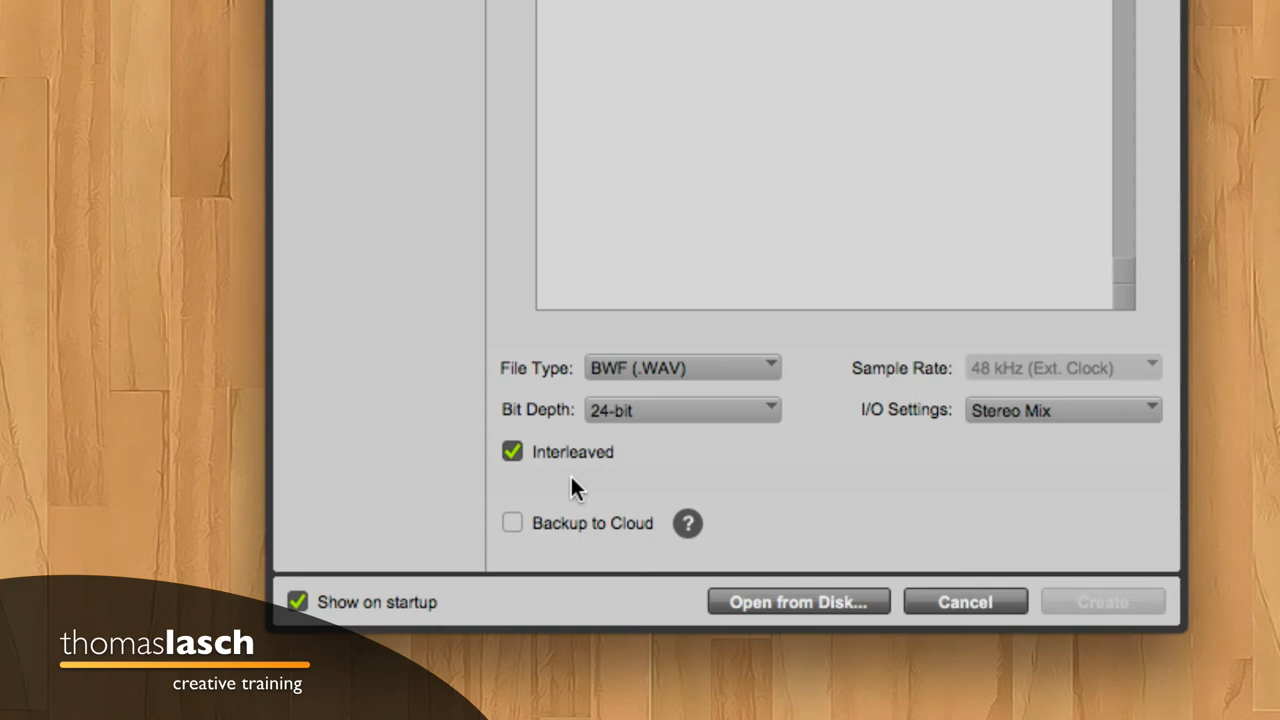 File Type: BWF (.WAV) Sample Rate: 48 kHz (Ext. Clock)
Bit Depth: 24-bit I/O Settings: Stereo Mix
Interleaved
Backup to Cloud ?
Show on startup Open from Disk... Cancel Create
thomaslasch
creative training